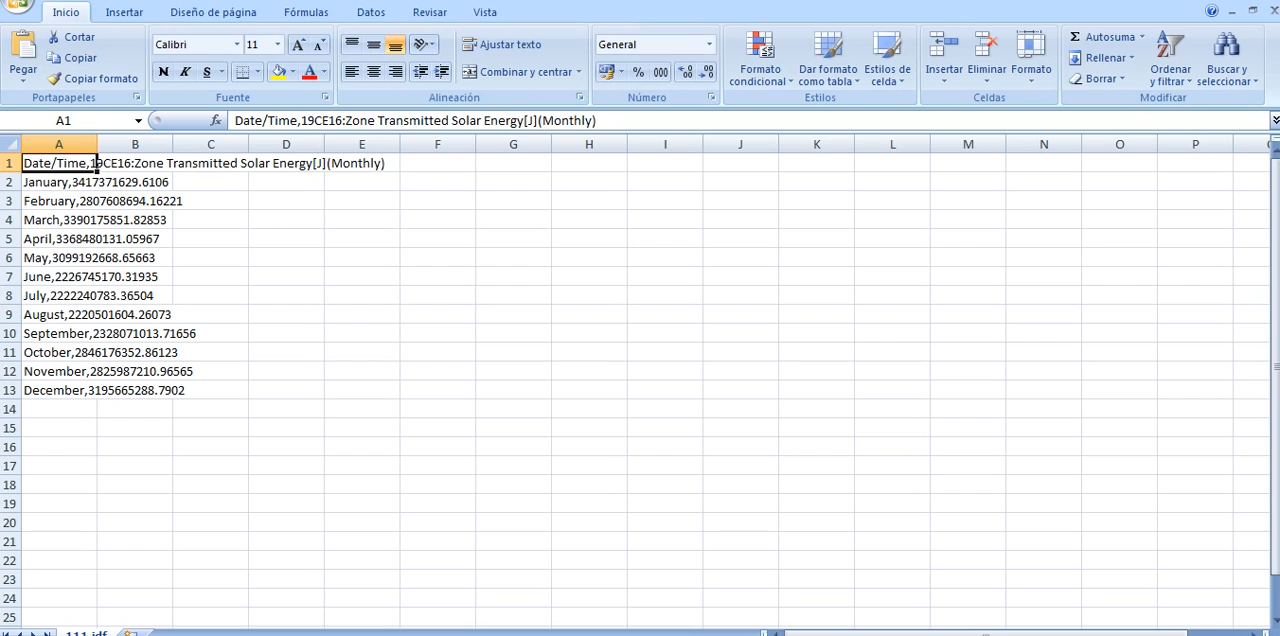 Inicio Insertar Diseño de página Fórmulas Datos Revisar Vista
Cortar
Copiar
Copiar formato
Pegar
Portapapeles
Calibri 11
N K S
Fuente
Ajustar texto
Combinar y centrar
Alineación
General
% 000
Número
Formato condicional
Dar formato como tabla
Estilos de celda
Estilos
Insertar Eliminar Formato
Celdas
Autosuma
Rellenar
Borrar
Ordenar y filtrar
Buscar y seleccionar
Modificar
A1 fx Date/Time,19CE16:Zone Transmitted Solar Energy[J](Monthly)
A B C D E F G H I J K L M N O P
1 Date/Time,19CE16:Zone Transmitted Solar Energy[J](Monthly)
2 January,3417371629.6106
3 February,2807608694.16221
4 March,3390175851.82853
5 April,3368480131.05967
6 May,3099192668.65663
7 June,2226745170.31935
8 July,2222240783.36504
9 August,2220501604.26073
10 September,2328071013.71656
11 October,2846176352.86123
12 November,2825987210.96565
13 December,3195665288.7902
14
15
16
17
18
19
20
21
22
23
24
25
111.idf